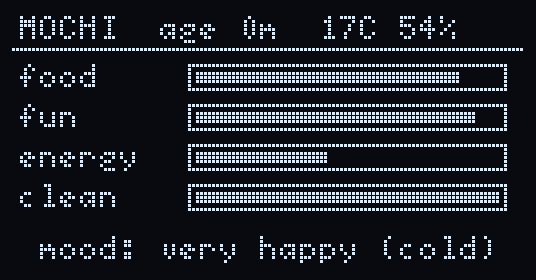 MOCHI age 0m 17C 54%
food
fun
energy
clean
mood: very happy (cold)